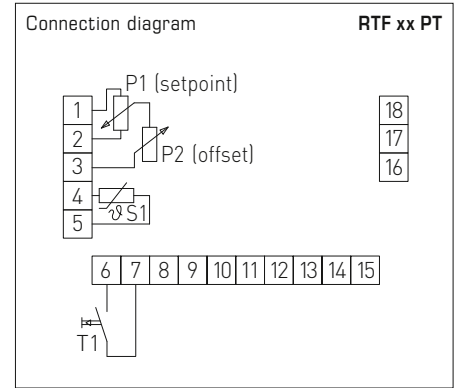 Connection diagram RTF xx PT
P1 (setpoint)
1
2
3
4
5
P2 (offset)
ϑ S1
18
17
16
6 7 8 9 10 11 12 13 14 15
T1